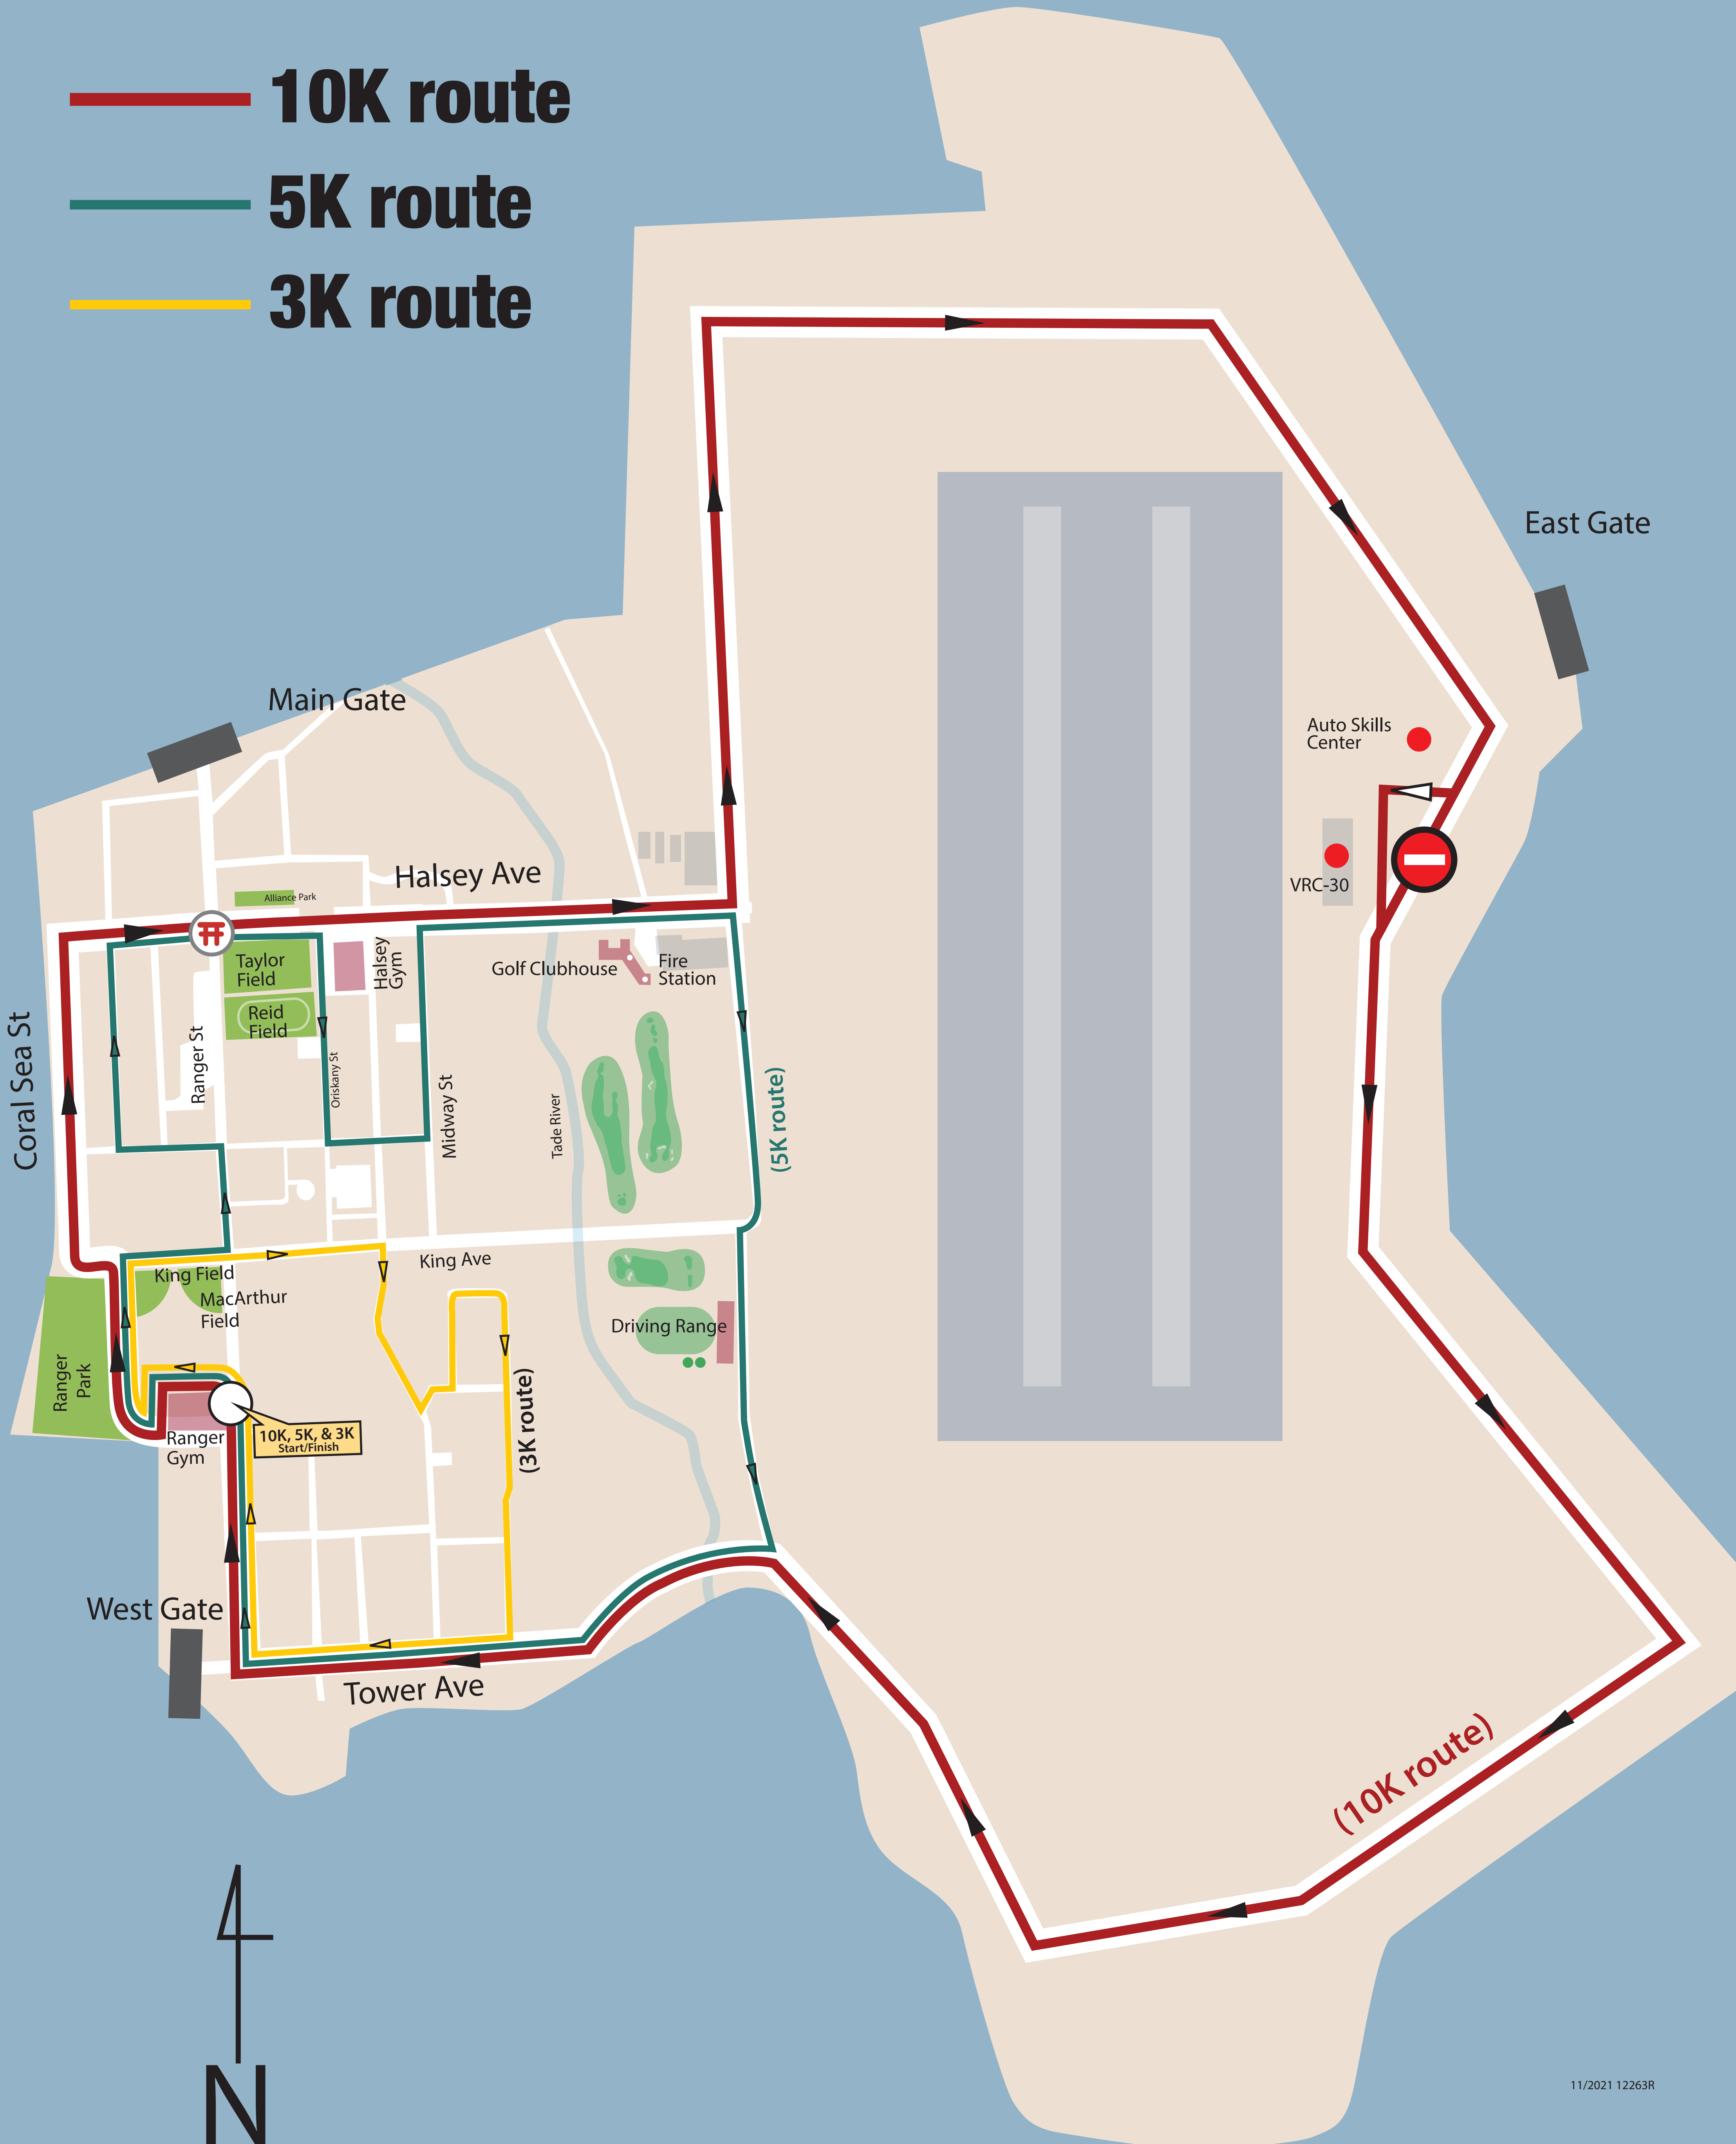 10K route
5K route
3K route
East Gate
Main Gate
Auto Skills
Center
VRC-30
Halsey Ave
Alliance Park
Taylor
Field
Halsey
Gym
Golf Clubhouse
Fire
Station
Reid
Field
Coral Sea St
Ranger St
Oriskany St
Midway St
Tade River
(5K route)
King Ave
King Field
MacArthur
Field
Driving Range
Ranger
Park
(3K route)
10K, 5K, & 3K
Start/Finish
Ranger
Gym
West Gate
Tower Ave
(10K route)
N
11/2021 12263R